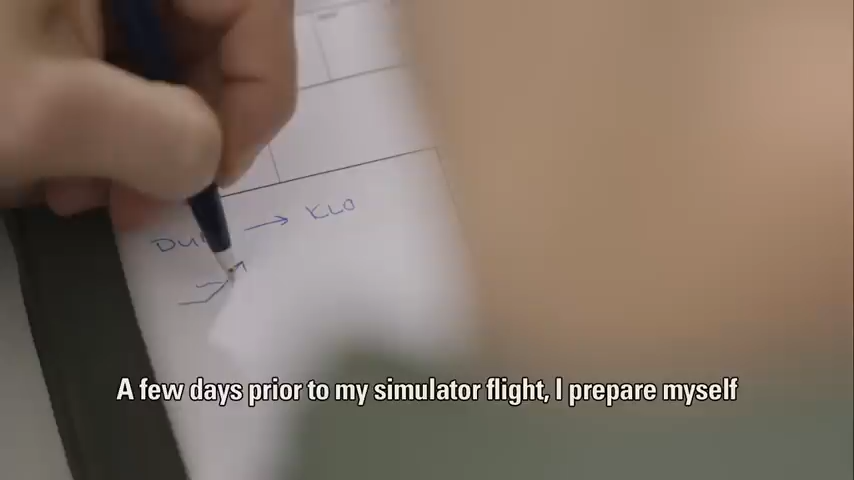 → KLO
A few days prior to my simulator flight, I prepare myself